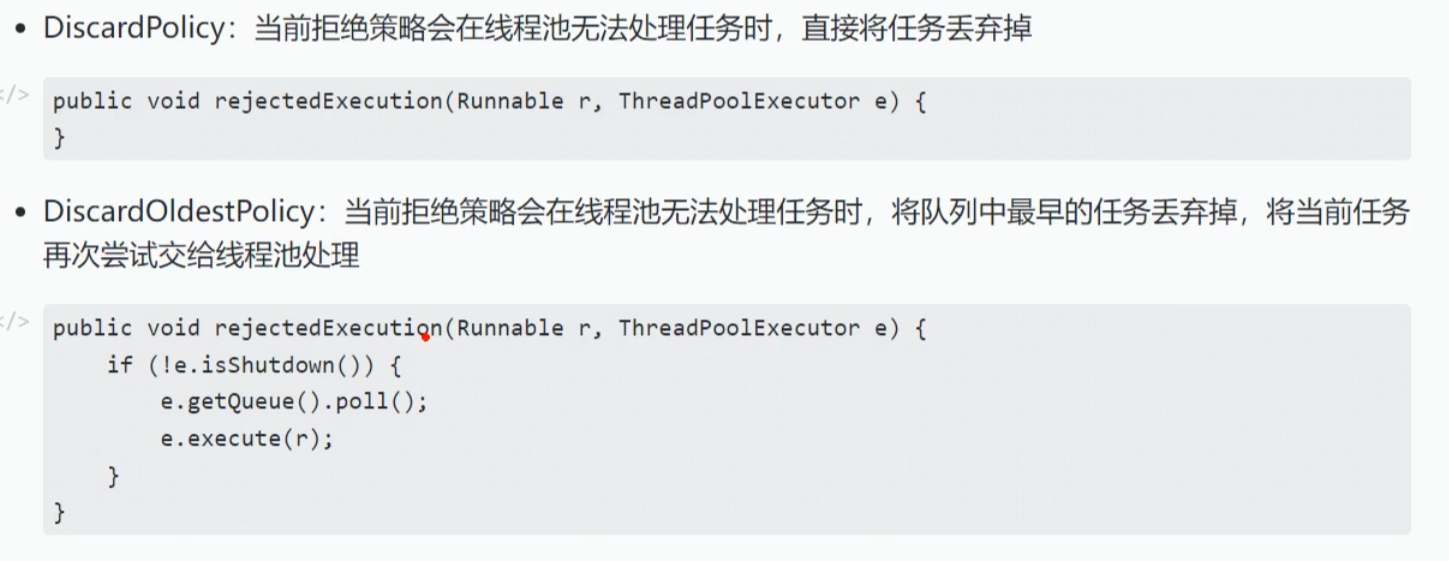 • DiscardPolicy：当前拒绝策略会在线程池无法处理任务时，直接将任务丢弃掉
</>
public void rejectedExecution(Runnable r, ThreadPoolExecutor e) {
}
• DiscardOldestPolicy：当前拒绝策略会在线程池无法处理任务时，将队列中最早的任务丢弃掉，将当前任务
再次尝试交给线程池处理
</>
public void rejectedExecution(Runnable r, ThreadPoolExecutor e) {
    if (!e.isShutdown()) {
        e.getQueue().poll();
        e.execute(r);
    }
}